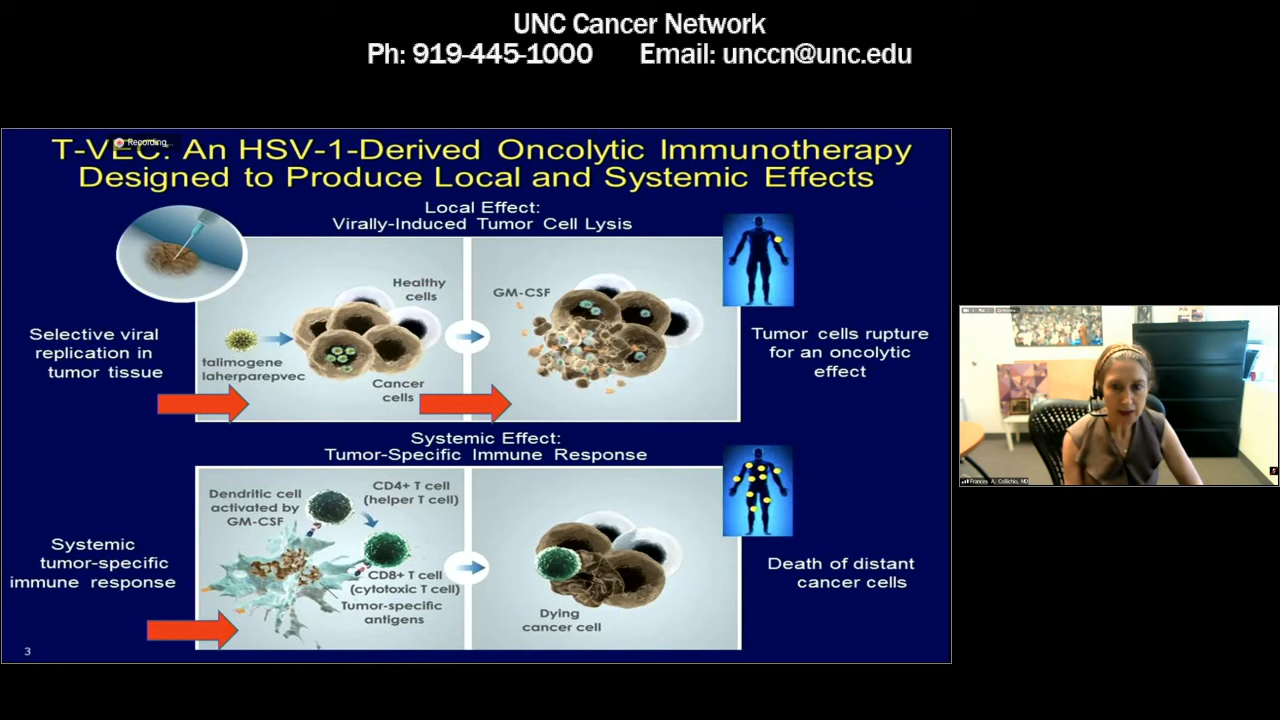 UNC Cancer Network
Ph: 919-445-1000 Email: unccn@unc.edu
Recording...
T-VEC: An HSV-1-Derived Oncolytic Immunotherapy
Designed to Produce Local and Systemic Effects
Local Effect:
Virally-Induced Tumor Cell Lysis
Healthy
cells
GM-CSF
Selective viral
replication in
tumor tissue
talimogene
laherparepvec
Cancer
cells
Tumor cells rupture
for an oncolytic
effect
Systemic Effect:
Tumor-Specific Immune Response
Dendritic cell
activated by
GM-CSF
CD4+ T cell
(helper T cell)
Systemic
tumor-specific
immune response
CD8+ T cell
(cytotoxic T cell)
Tumor-specific
antigens
Dying
cancer cell
Death of distant
cancer cells
3
Frances A. Collichio, MD